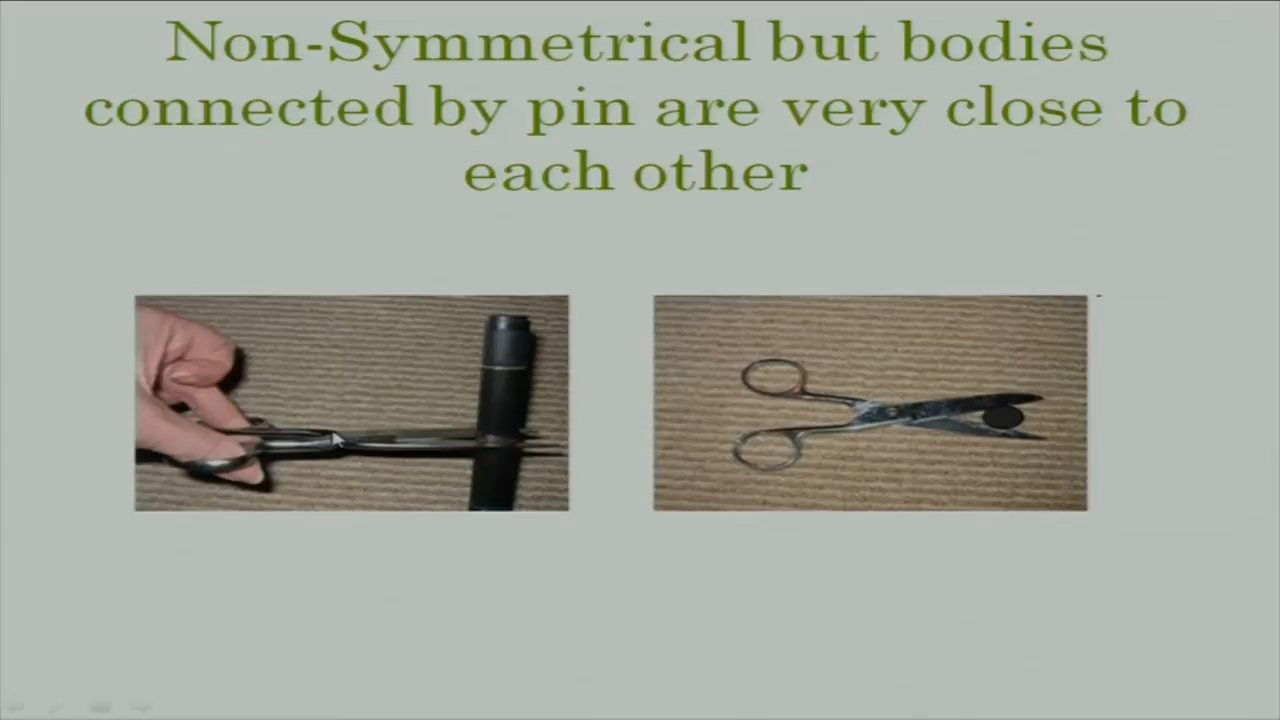 Non-Symmetrical but bodies
connected by pin are very close to
each other